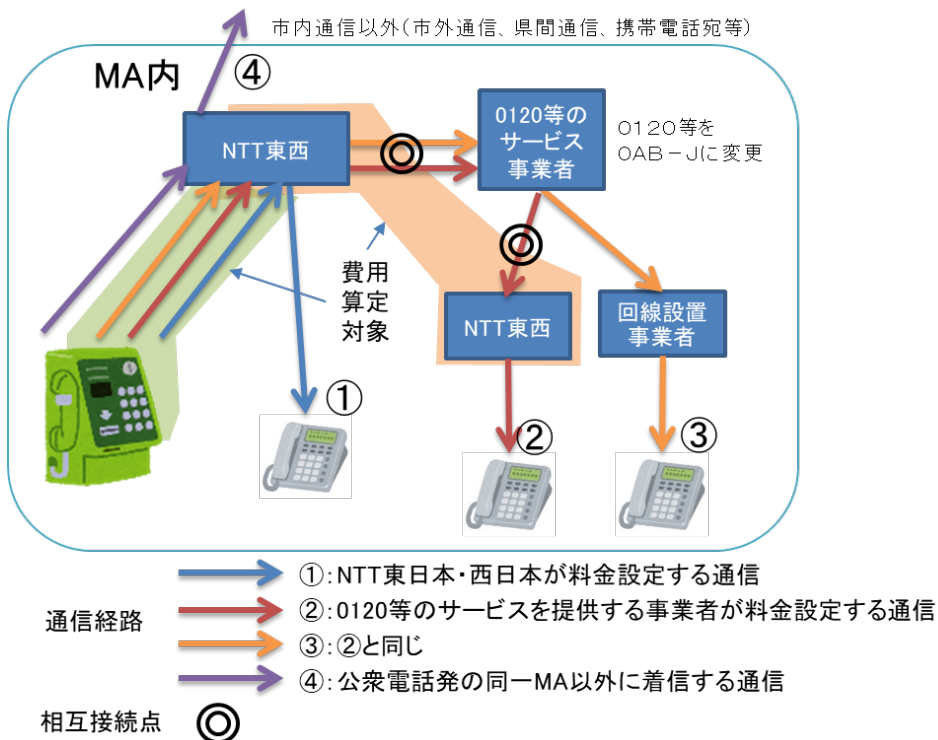 市内通信以外(市外通信、県間通信、携帯電話宛等)
MA内
④
NTT東西
0120等の
サービス
事業者
0120等を
0AB-Jに変更
費用
算定
対象
NTT東西
回線設置
事業者
①
②
③
通信経路
①:NTT東日本・西日本が料金設定する通信
②:0120等のサービスを提供する事業者が料金設定する通信
③:②と同じ
④:公衆電話発の同一MA以外に着信する通信
相互接続点